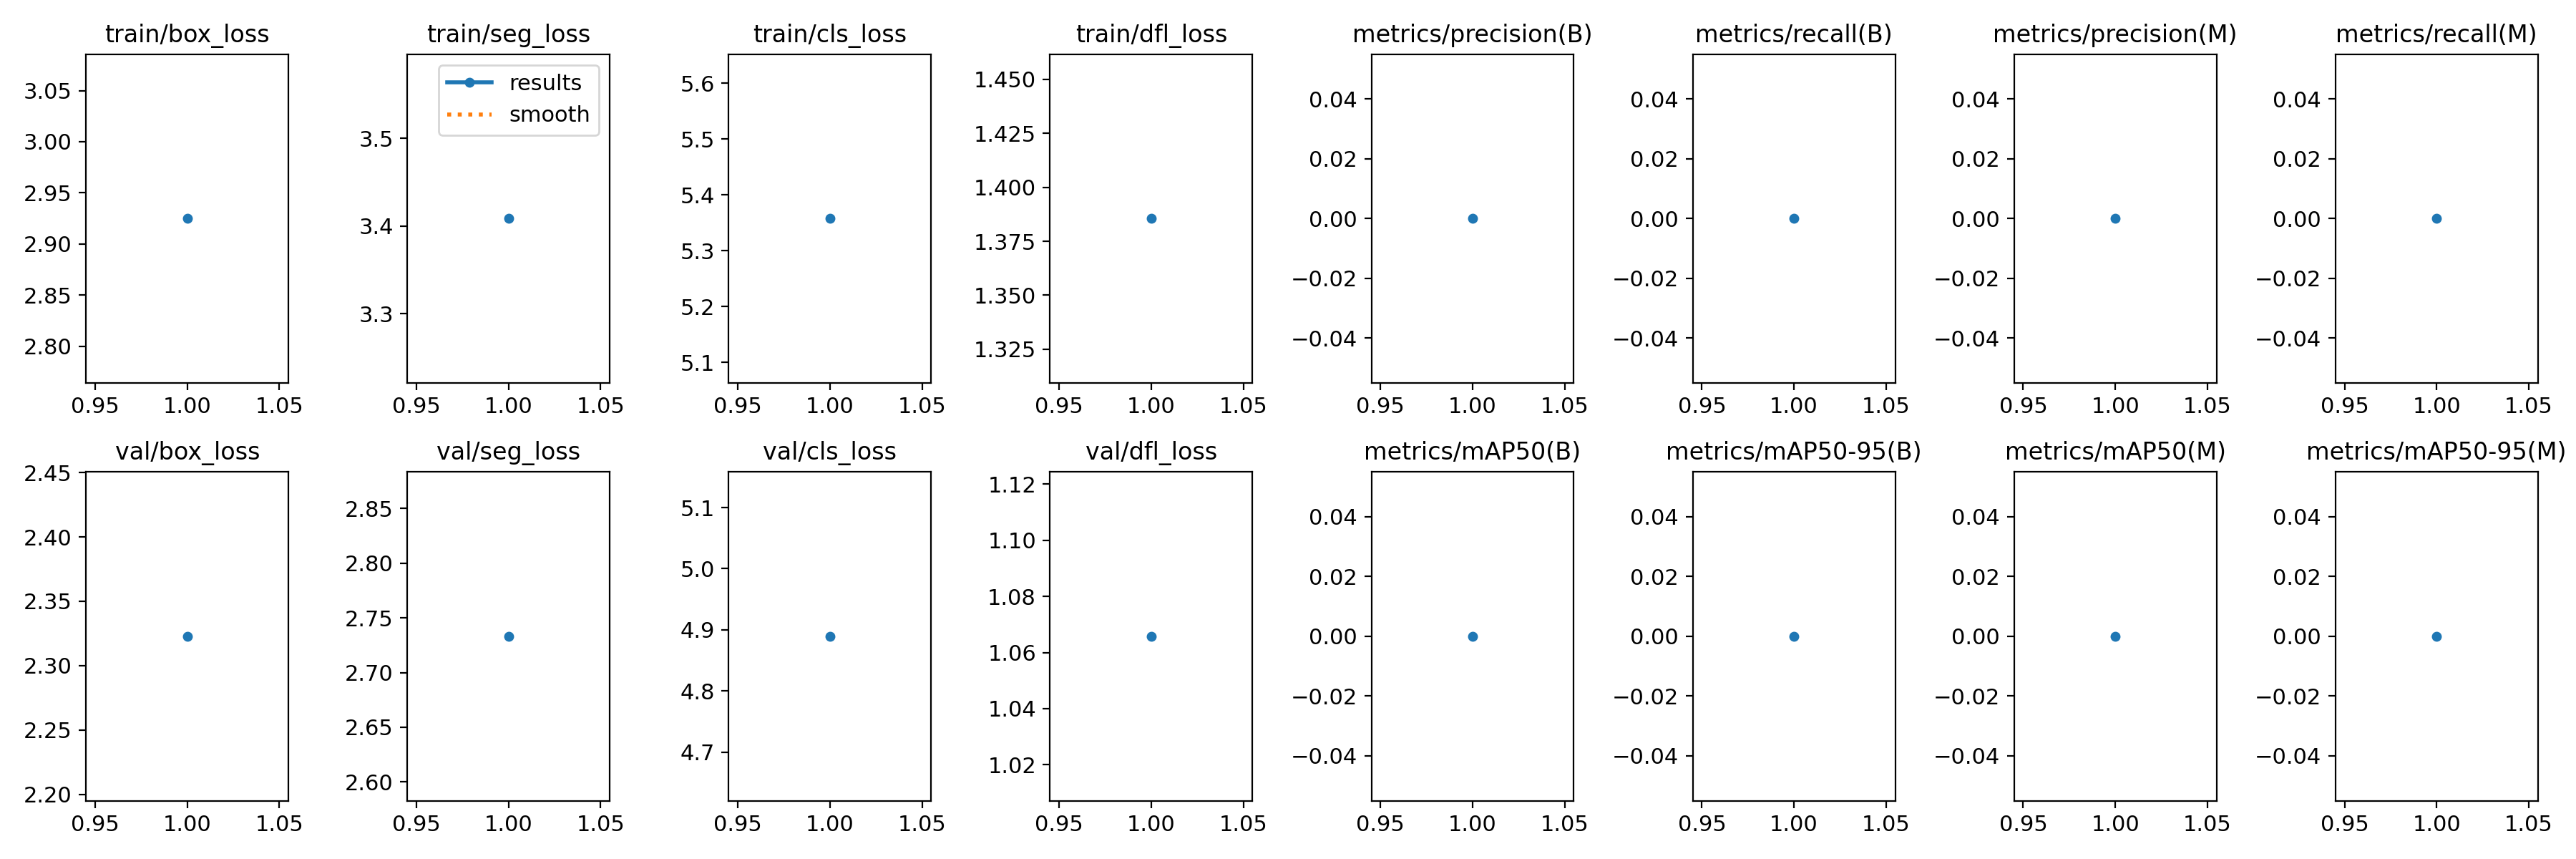 train/box_loss
train/seg_loss
train/cls_loss
train/dfl_loss
metrics/precision(B)
metrics/recall(B)
metrics/precision(M)
metrics/recall(M)
3.05
3.00
2.95
2.90
2.85
2.80
0.95 1.00 1.05
results
smooth
3.5
3.4
3.3
0.95 1.00 1.05
5.6
5.5
5.4
5.3
5.2
5.1
0.95 1.00 1.05
1.450
1.425
1.400
1.375
1.350
1.325
0.95 1.00 1.05
0.04
0.02
0.00
−0.02
−0.04
0.95 1.00 1.05
0.04
0.02
0.00
−0.02
−0.04
0.95 1.00 1.05
0.04
0.02
0.00
−0.02
−0.04
0.95 1.00 1.05
0.04
0.02
0.00
−0.02
−0.04
0.95 1.00 1.05
val/box_loss
val/seg_loss
val/cls_loss
val/dfl_loss
metrics/mAP50(B)
metrics/mAP50-95(B)
metrics/mAP50(M)
metrics/mAP50-95(M)
2.45
2.40
2.35
2.30
2.25
2.20
0.95 1.00 1.05
2.85
2.80
2.75
2.70
2.65
2.60
0.95 1.00 1.05
5.1
5.0
4.9
4.8
4.7
0.95 1.00 1.05
1.12
1.10
1.08
1.06
1.04
1.02
0.95 1.00 1.05
0.04
0.02
0.00
−0.02
−0.04
0.95 1.00 1.05
0.04
0.02
0.00
−0.02
−0.04
0.95 1.00 1.05
0.04
0.02
0.00
−0.02
−0.04
0.95 1.00 1.05
0.04
0.02
0.00
−0.02
−0.04
0.95 1.00 1.05